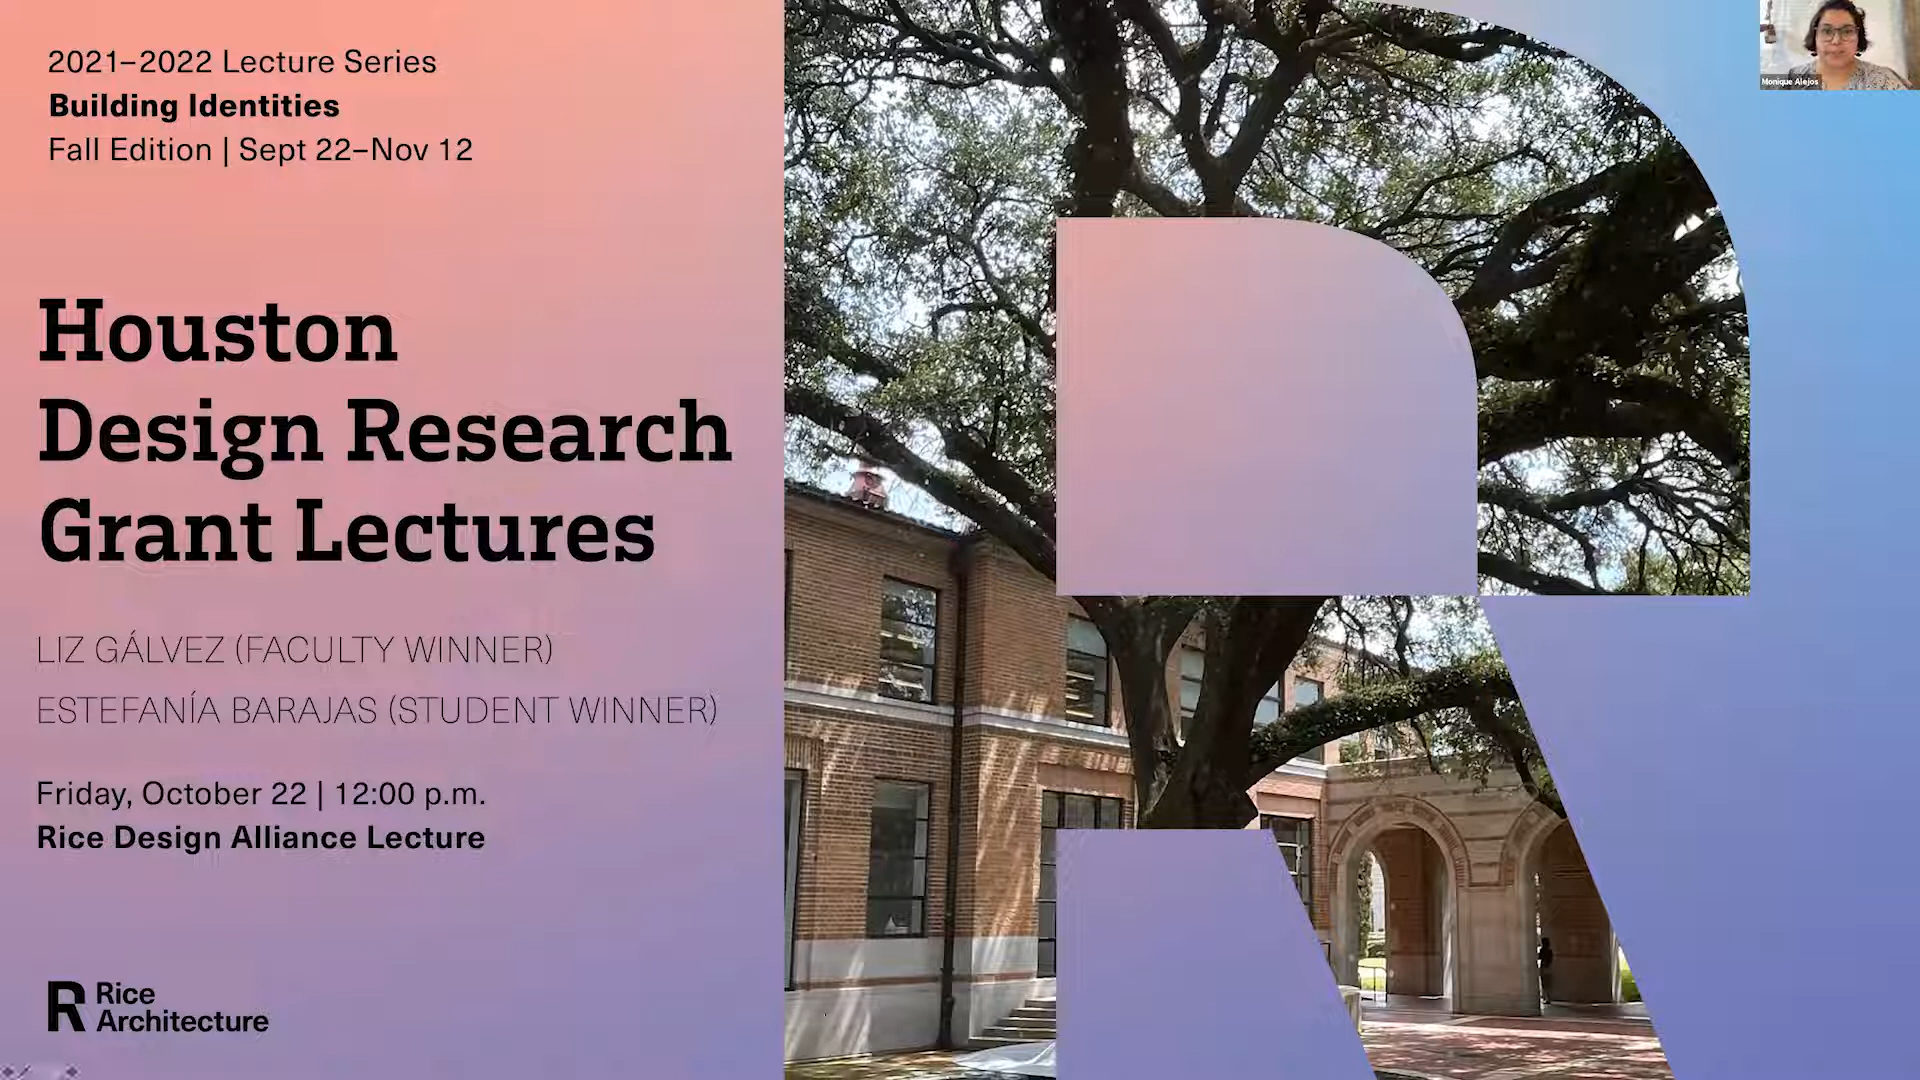 2021–2022 Lecture Series
Building Identities
Fall Edition | Sept 22–Nov 12
Houston
Design Research
Grant Lectures
LIZ GÁLVEZ (FACULTY WINNER)
ESTEFANÍA BARAJAS (STUDENT WINNER)
Friday, October 22 | 12:00 p.m.
Rice Design Alliance Lecture
R Rice
Architecture
Monique Alejos